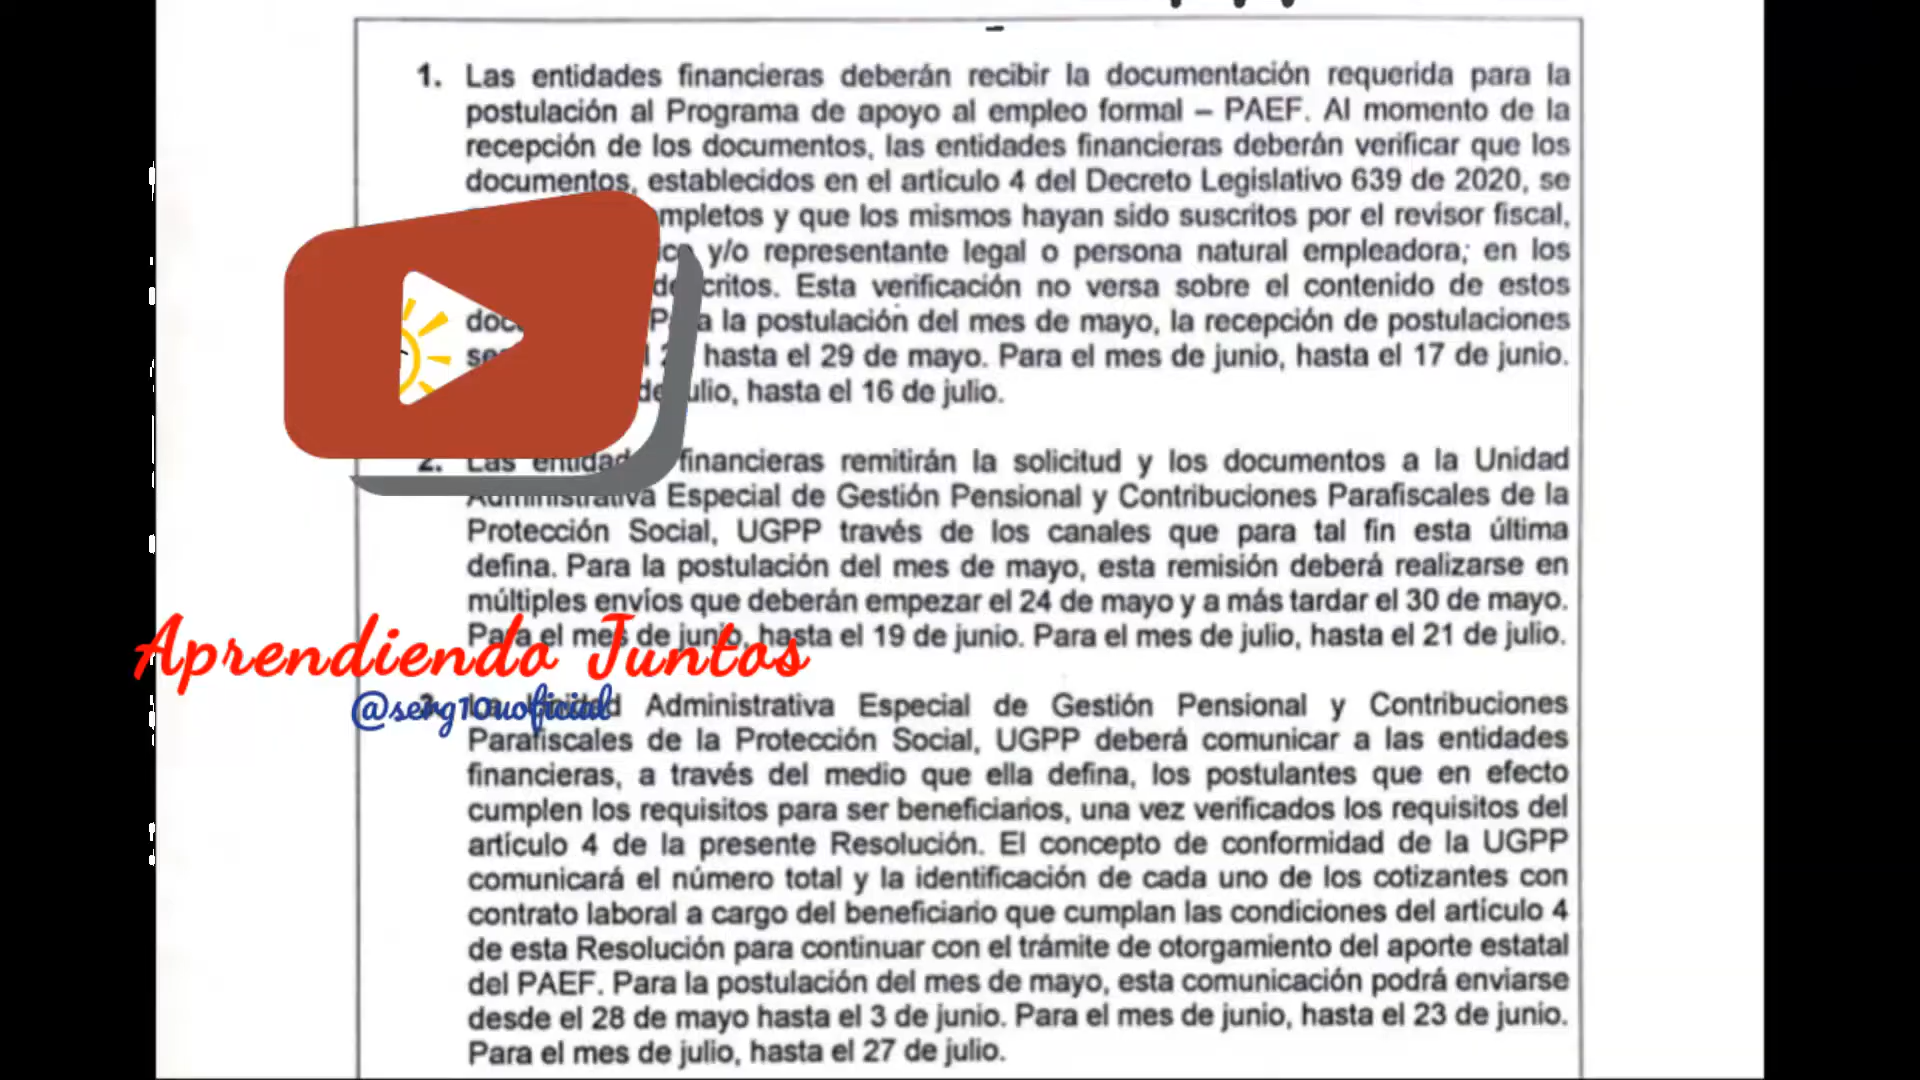 1. Las entidades financieras deberán recibir la documentación requerida para la
postulación al Programa de apoyo al empleo formal – PAEF. Al momento de la
recepción de los documentos, las entidades financieras deberán verificar que los
documentos, establecidos en el artículo 4 del Decreto Legislativo 639 de 2020, se
mpletos y que los mismos hayan sido suscritos por el revisor fiscal,
y/o representante legal o persona natural empleadora; en los
critos. Esta verificación no versa sobre el contenido de estos
la postulación del mes de mayo, la recepción de postulaciones
hasta el 29 de mayo. Para el mes de junio, hasta el 17 de junio.
de julio, hasta el 16 de julio.
2. Las entidad financieras remitirán la solicitud y los documentos a la Unidad
Administrativa Especial de Gestión Pensional y Contribuciones Parafiscales de la
Protección Social, UGPP través de los canales que para tal fin esta última
defina. Para la postulación del mes de mayo, esta remisión deberá realizarse en
múltiples envíos que deberán empezar el 24 de mayo y a más tardar el 30 de mayo.
Para el mes de junio, hasta el 19 de junio. Para el mes de julio, hasta el 21 de julio.
Aprendiendo Juntos
@serg10uoficial
Administrativa Especial de Gestión Pensional y Contribuciones
Parafiscales de la Protección Social, UGPP deberá comunicar a las entidades
financieras, a través del medio que ella defina, los postulantes que en efecto
cumplen los requisitos para ser beneficiarios, una vez verificados los requisitos del
artículo 4 de la presente Resolución. El concepto de conformidad de la UGPP
comunicará el número total y la identificación de cada uno de los cotizantes con
contrato laboral a cargo del beneficiario que cumplan las condiciones del artículo 4
de esta Resolución para continuar con el trámite de otorgamiento del aporte estatal
del PAEF. Para la postulación del mes de mayo, esta comunicación podrá enviarse
desde el 28 de mayo hasta el 3 de junio. Para el mes de junio, hasta el 23 de junio.
Para el mes de julio, hasta el 27 de julio.